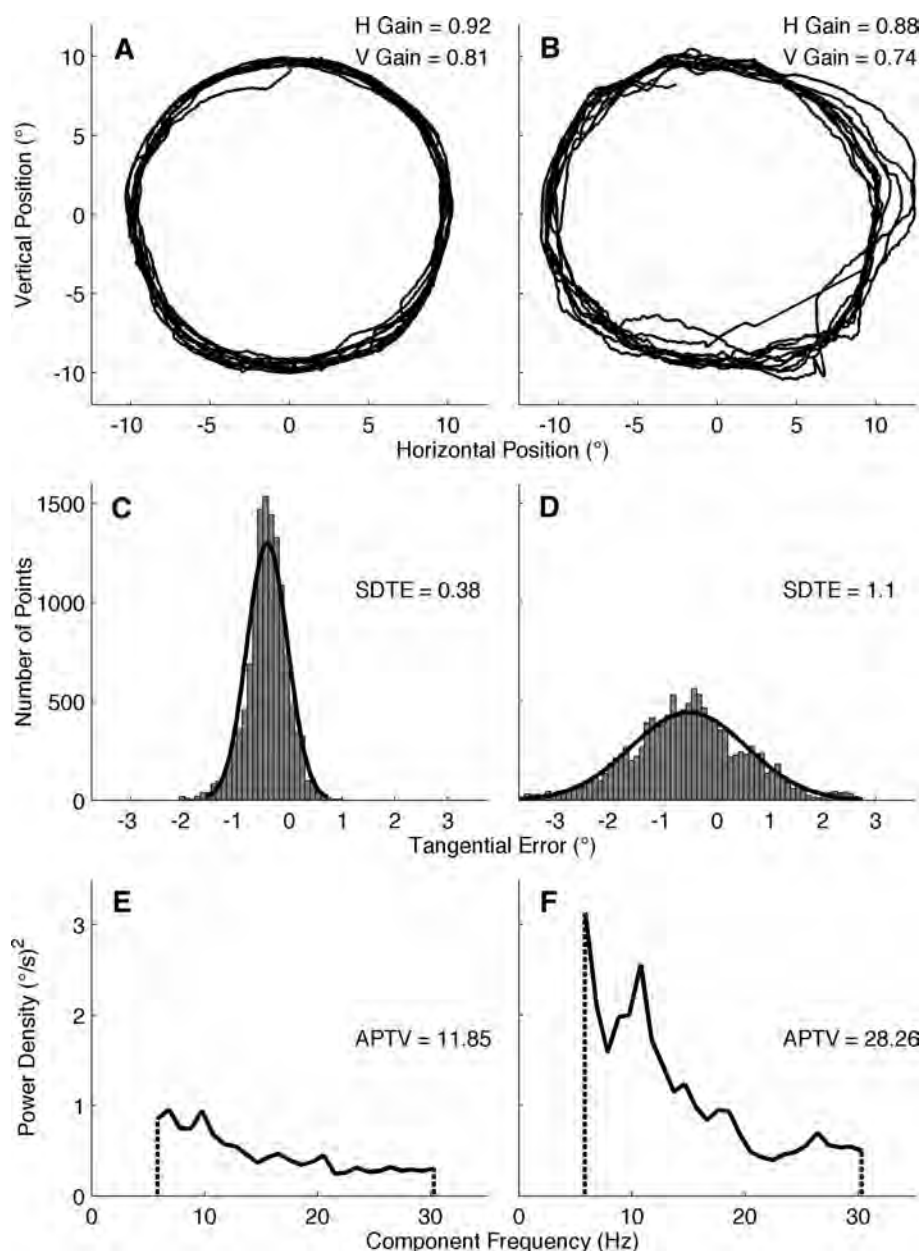 A
H Gain = 0.92
V Gain = 0.81
B
H Gain = 0.88
V Gain = 0.74
10
5
0
-5
-10
Vertical Position (°)
-10 -5 0 5 10
-10 -5 0 5 10
Horizontal Position (°)
C
SDTE = 0.38
D
SDTE = 1.1
1500
1000
500
0
Number of Points
-3 -2 -1 0 1 2 3
-3 -2 -1 0 1 2 3
Tangential Error (°)
E
APTV = 11.85
F
APTV = 28.26
3
2
1
0
Power Density (°/s)2
0 10 20 30
0 10 20 30
Component Frequency (Hz)